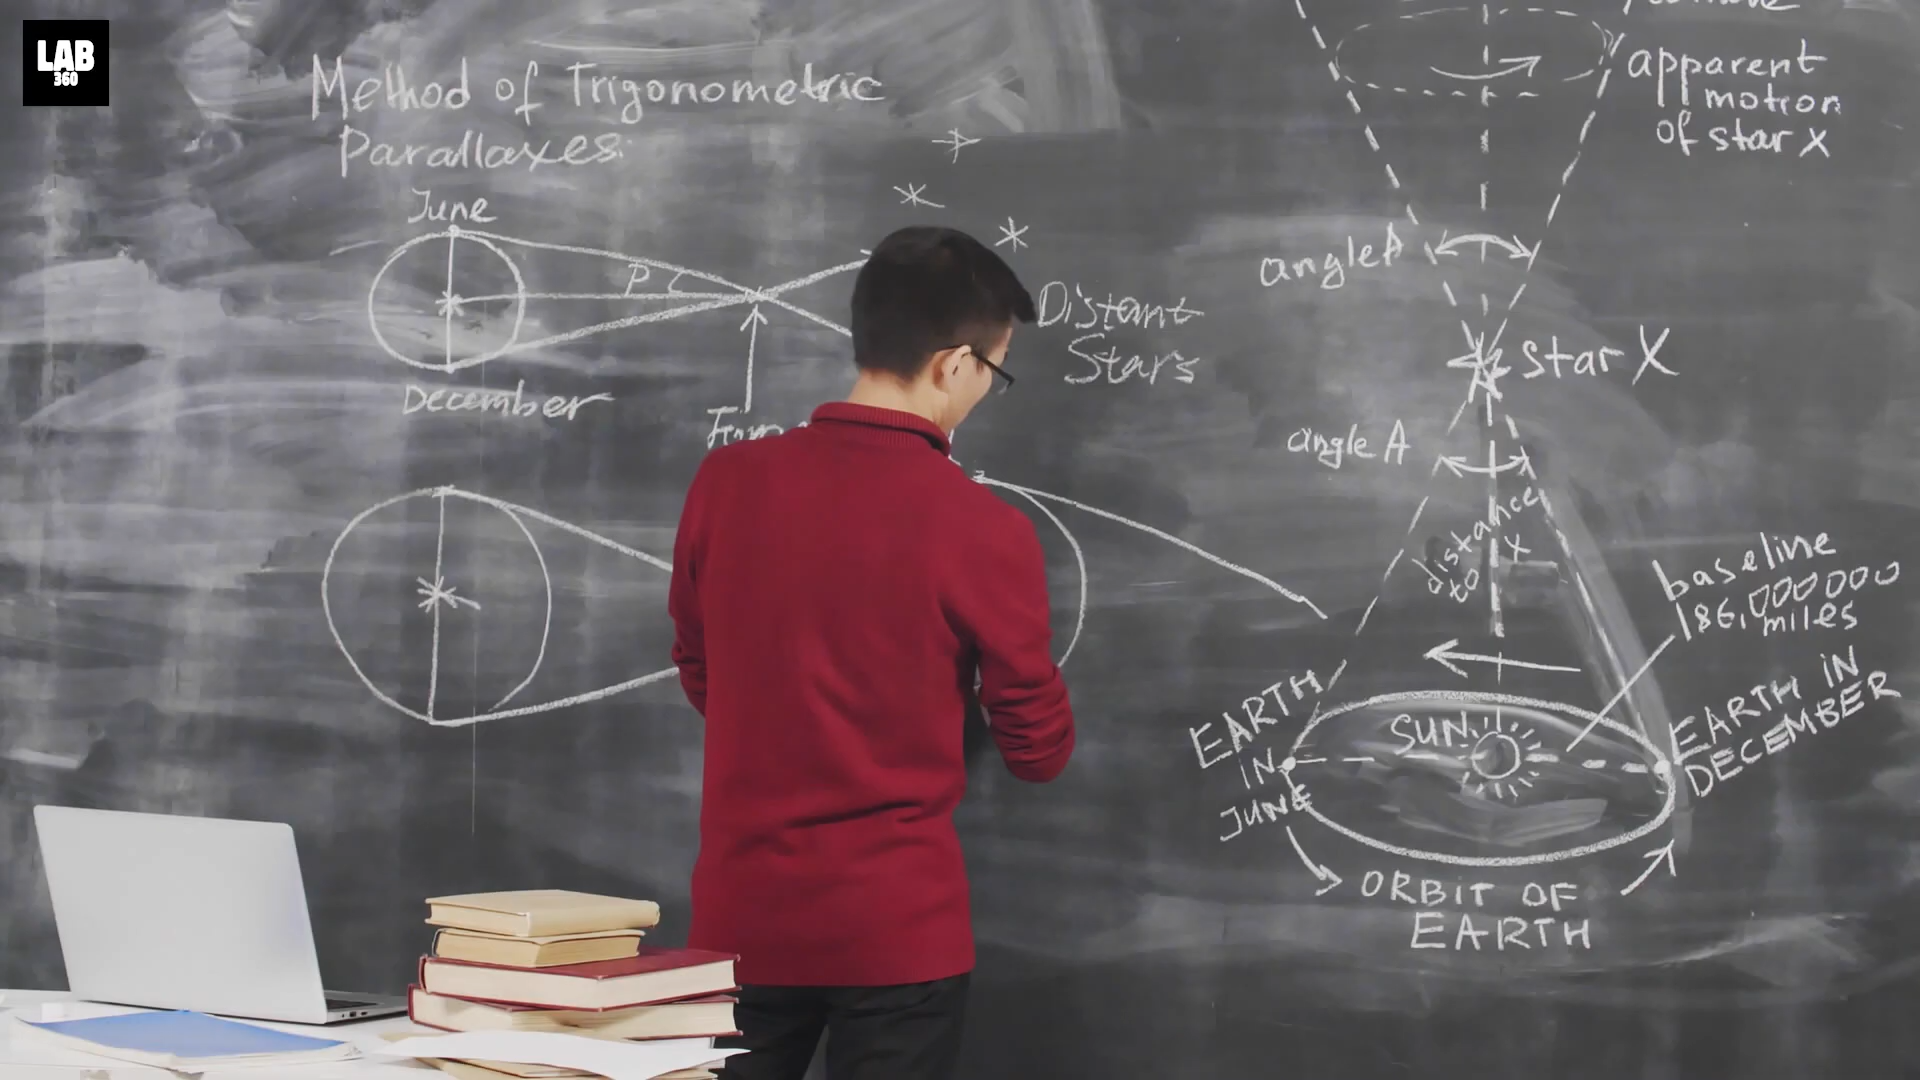 LAB
360
Method of Trigonometric
Parallaxes:
June
P
December
Distant
Stars
apparent
motion
of star X
angle A
star X
angle A
distance
to X
baseline
186,000000
miles
EARTH
IN
JUNE
SUN
EARTH IN
DECEMBER
ORBIT OF
EARTH